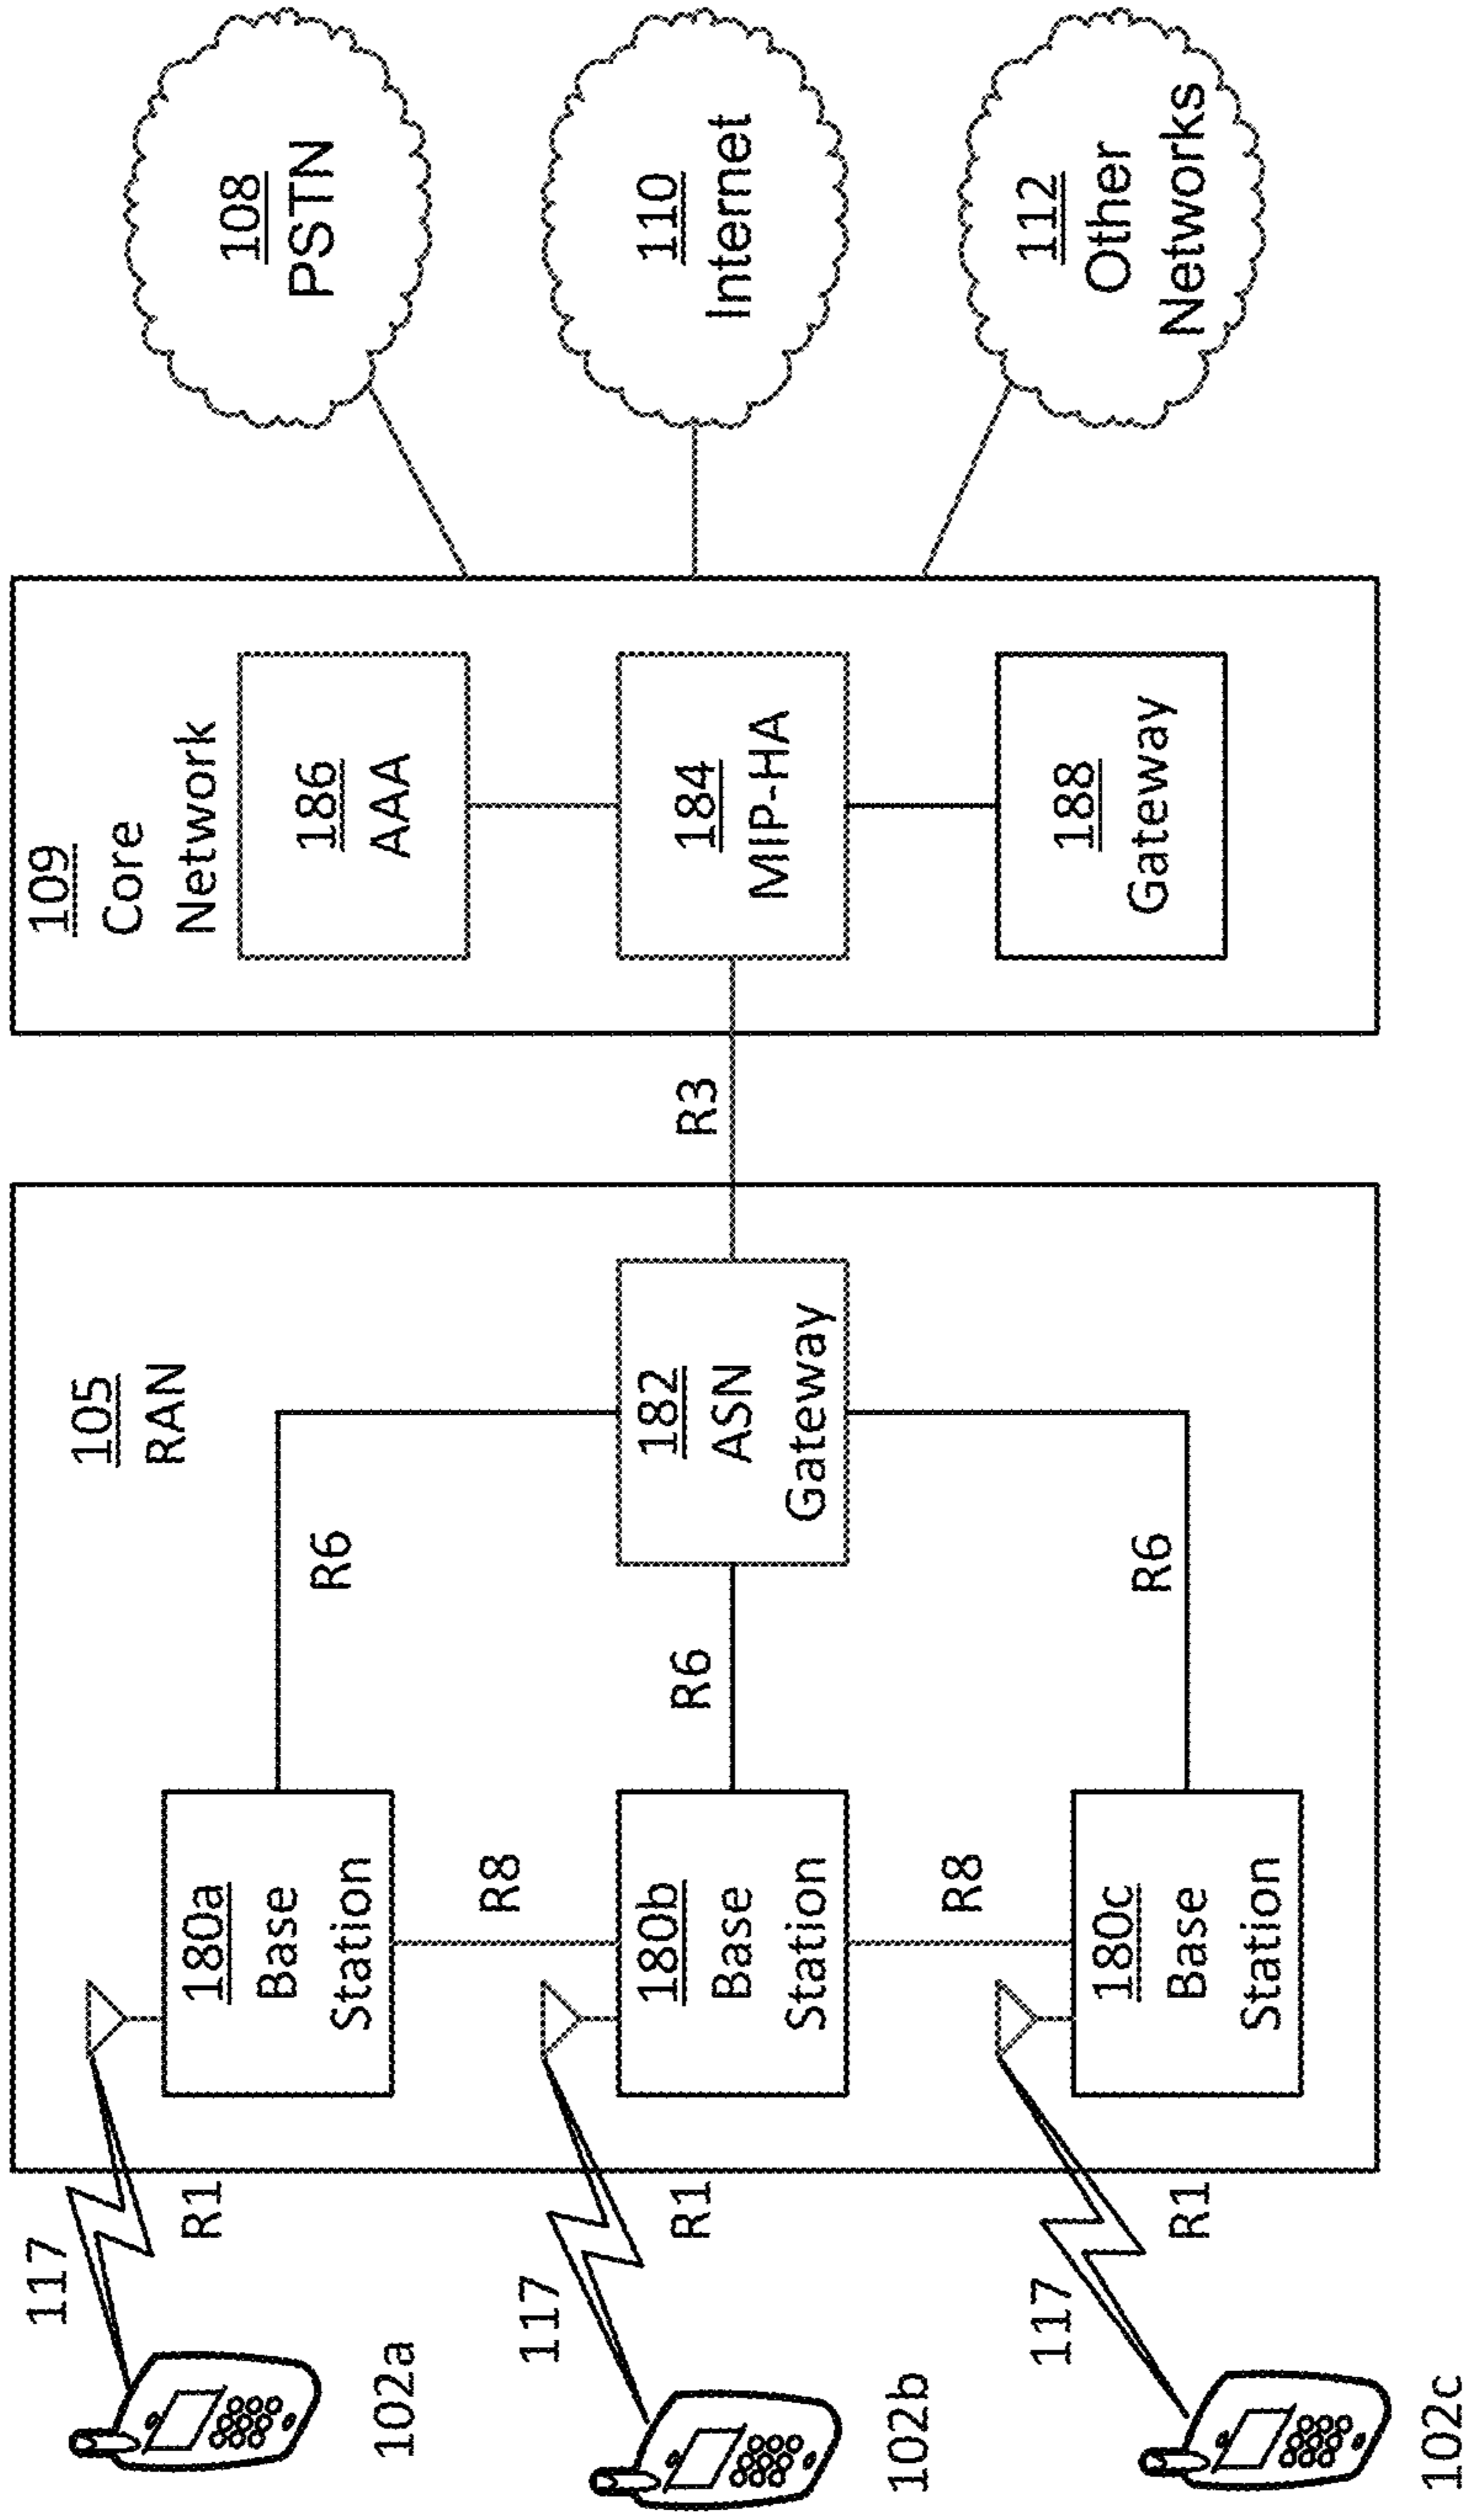 117
R1
102a
117
R1
102b
117
R1
102c
105
RAN
180a
Base
Station
R8
180b
Base
Station
R8
180c
Base
Station
R6
R6
R6
182
ASN
Gateway
R3
109
Core
Network
186
AAA
184
MIP-HA
188
Gateway
108
PSTN
110
Internet
112
Other
Networks